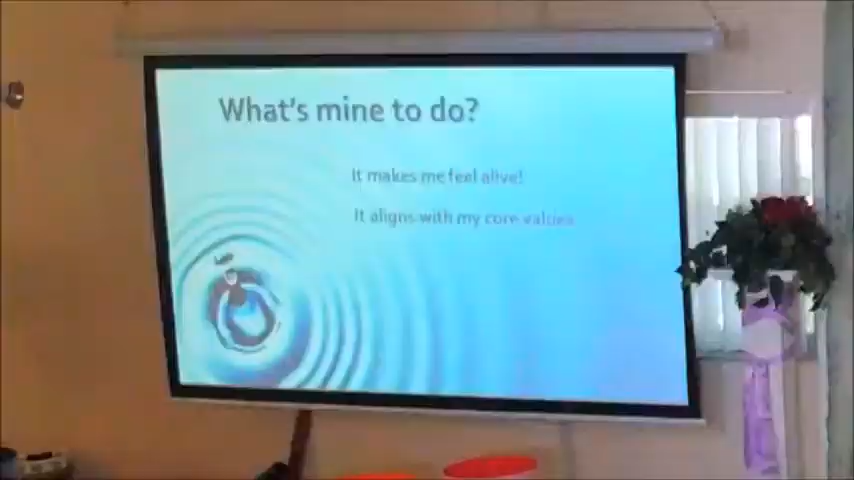 What's mine to do?
It makes me feel alive!
It aligns with my core values